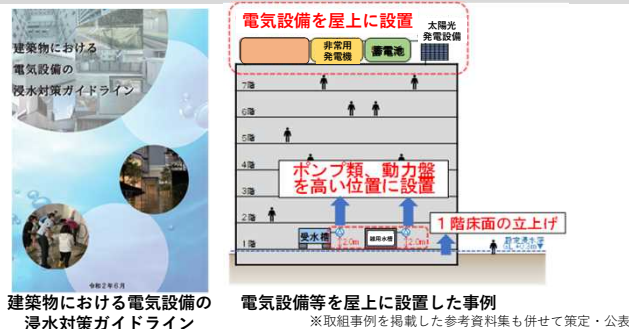 建築物における
電気設備の
浸水対策ガイドライン
令和2年6月
建築物における電気設備の
浸水対策ガイドライン
電気設備を屋上に設置
非常用
発電機
蓄電池
太陽光
発電設備
7階
6階
5階
4階
3階
2階
1階
ポンプ類、動力盤
を高い位置に設置
1階床面の立上げ
受水槽
2.0m
雑用水槽
2.0m
電気設備等を屋上に設置した事例
※取組事例を掲載した参考資料集も併せて策定・公表